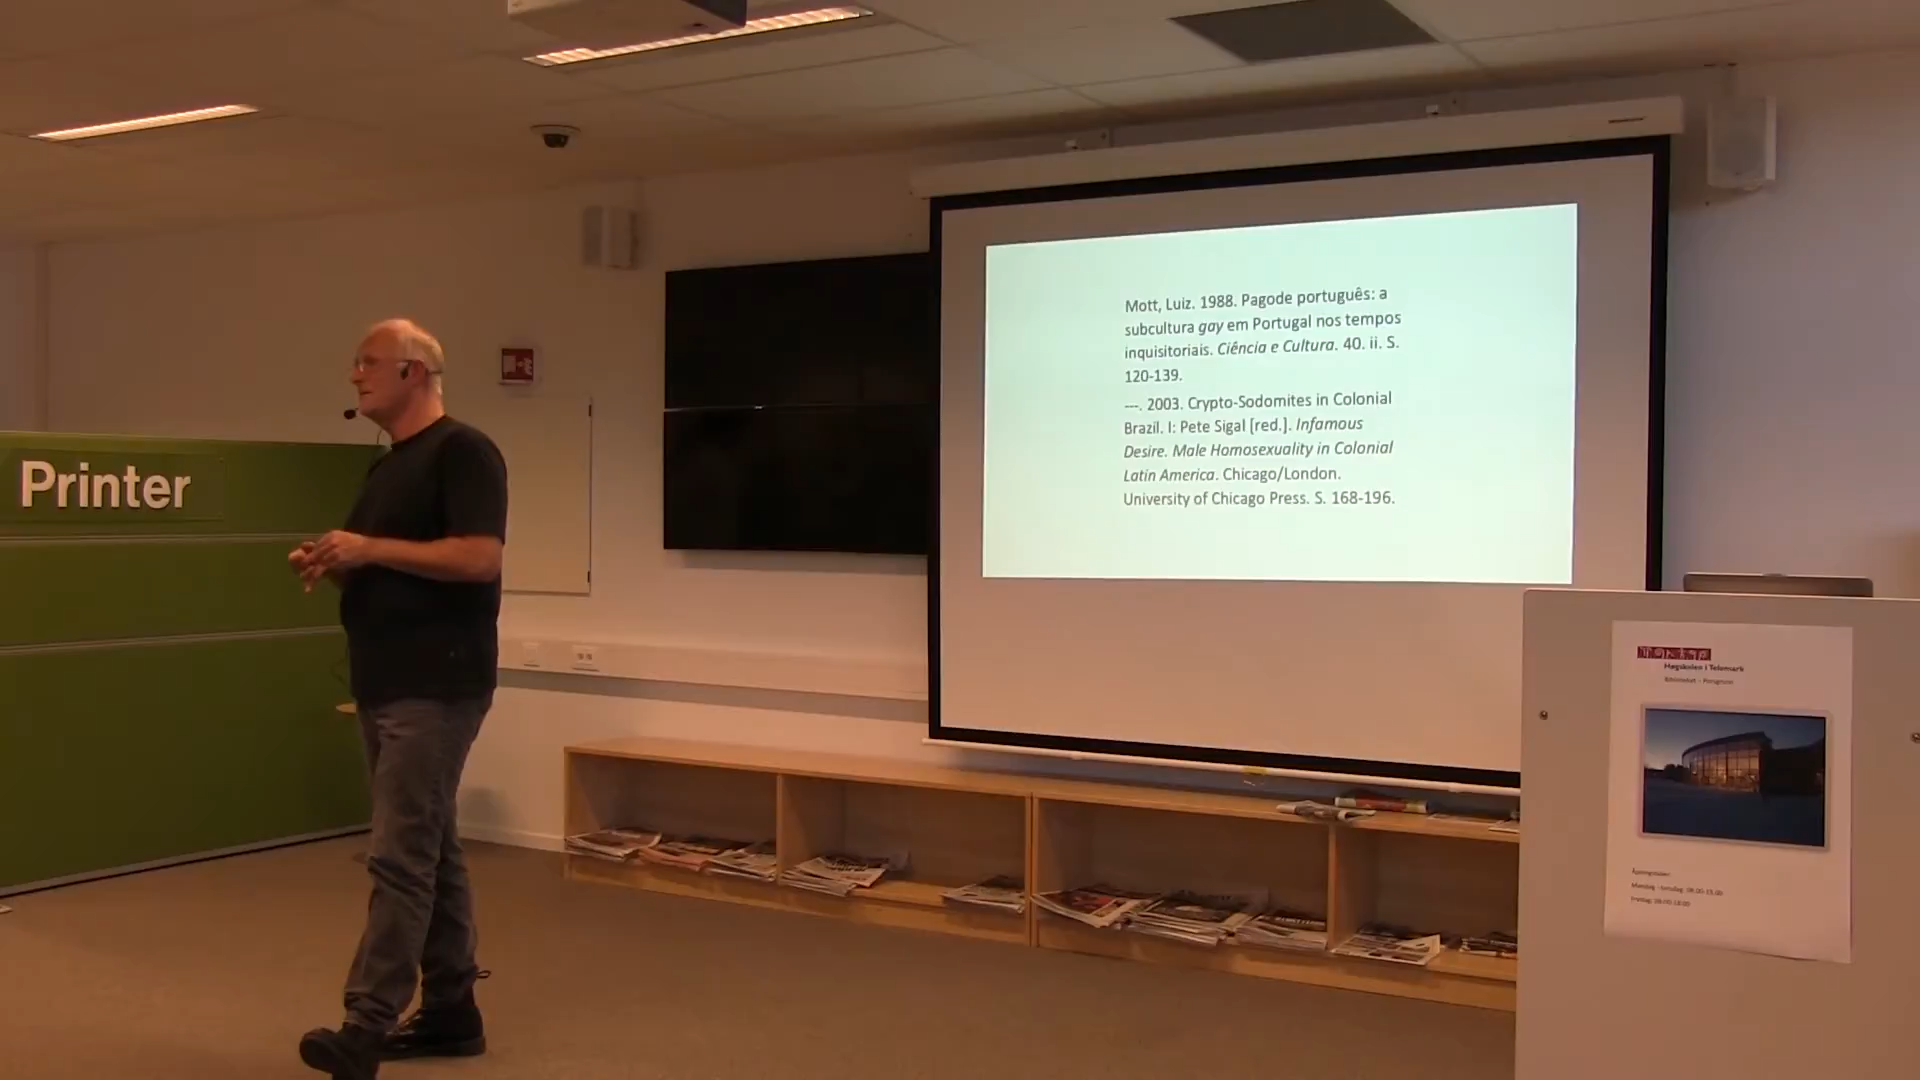 Printer
Mott, Luiz. 1988. Pagode português: a
subcultura gay em Portugal nos tempos
inquisitoriais. Ciência e Cultura. 40. ii. S.
120-139.
---. 2003. Crypto-Sodomites in Colonial
Brazil. I: Pete Sigal [red.]. Infamous
Desire. Male Homosexuality in Colonial
Latin America. Chicago/London.
University of Chicago Press. S. 168-196.
Høgskolen i Telemark
Biblioteket - Porsgrunn